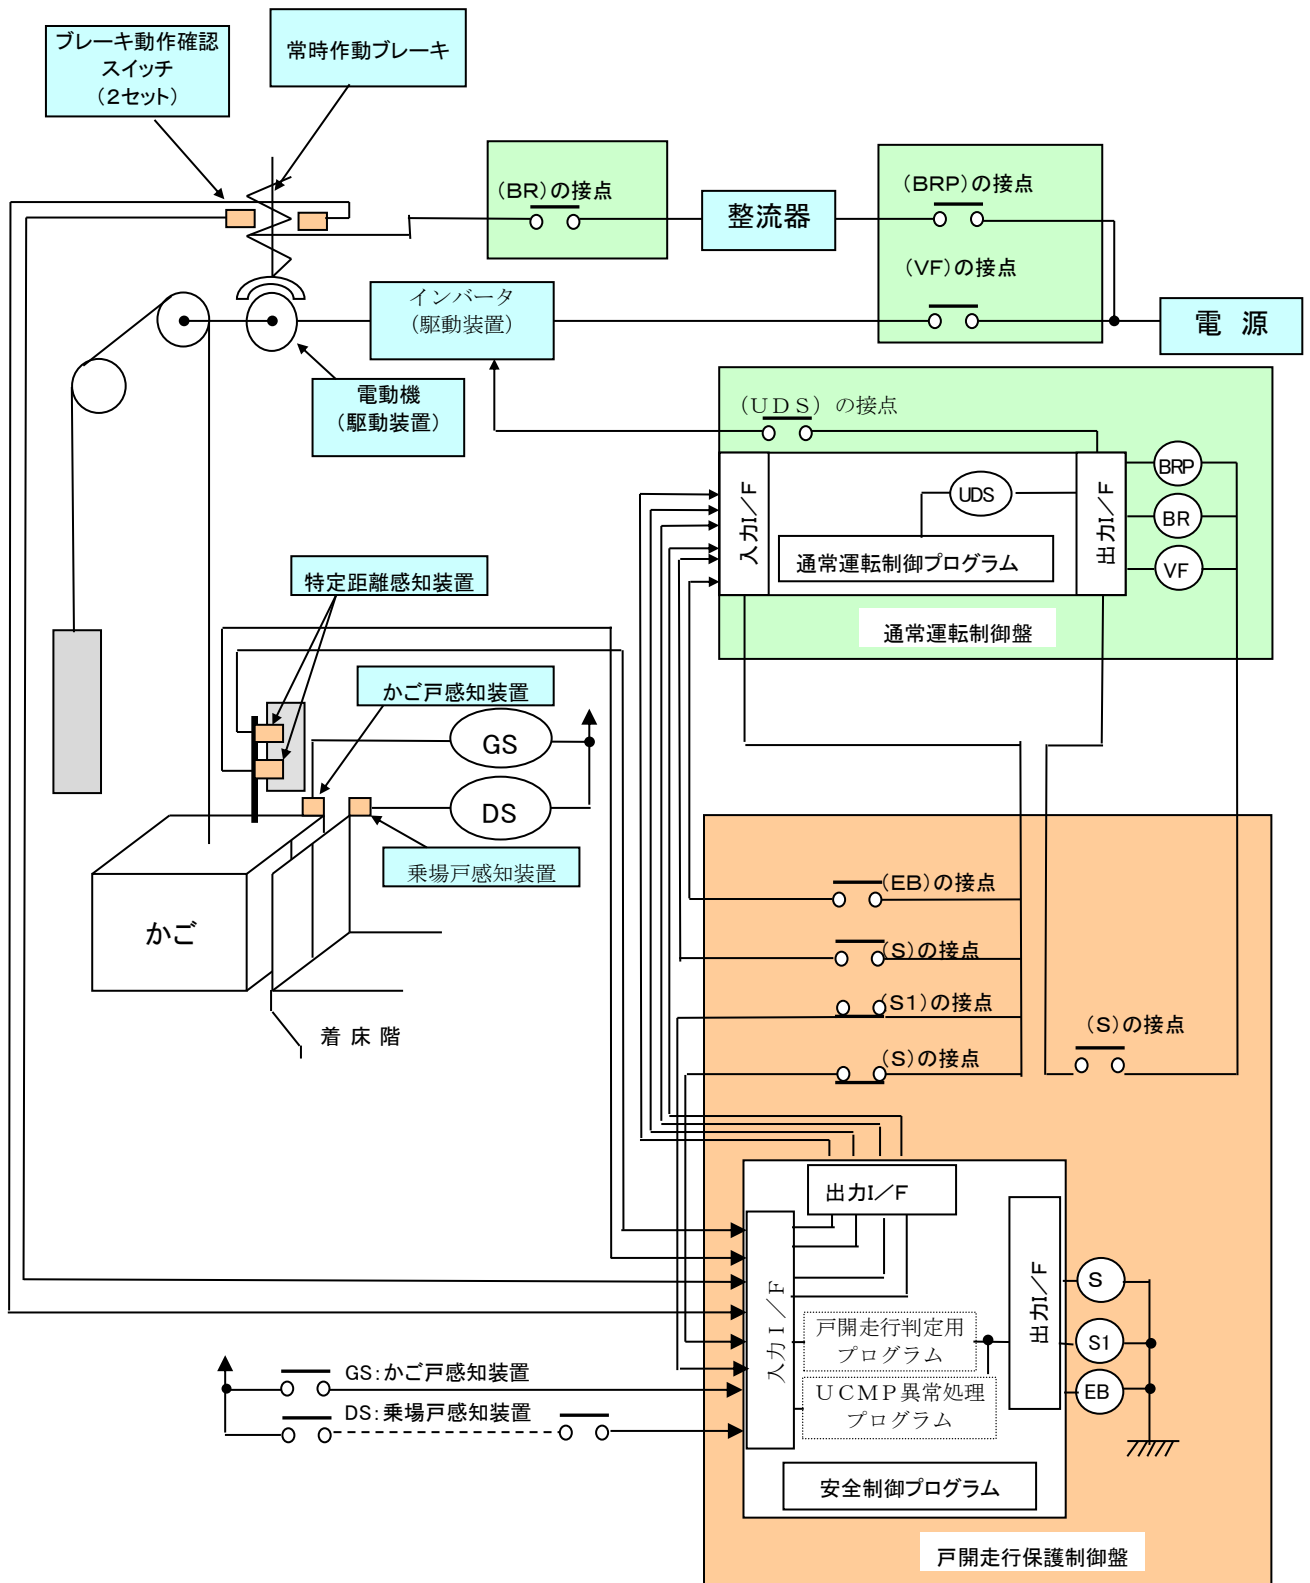 ブレーキ動作確認
スイッチ
(2セット)
常時作動ブレーキ
(BR)の接点
整流器
(BRP)の接点
(VF)の接点
電 源
インバータ
(駆動装置)
電動機
(駆動装置)
(UDS)の接点
入力I/F
UDS
通常運転制御プログラム
出力I/F
BRP
BR
VF
通常運転制御盤
特定距離感知装置
かご戸感知装置
GS
DS
乗場戸感知装置
かご
着 床 階
(EB)の接点
(S)の接点
(S1)の接点
(S)の接点
(S)の接点
出力I/F
入力I/F
戸開走行判定用
プログラム
UCMP異常処理
プログラム
出力I/F
S
S1
EB
GS:かご戸感知装置
DS:乗場戸感知装置
安全制御プログラム
戸開走行保護制御盤